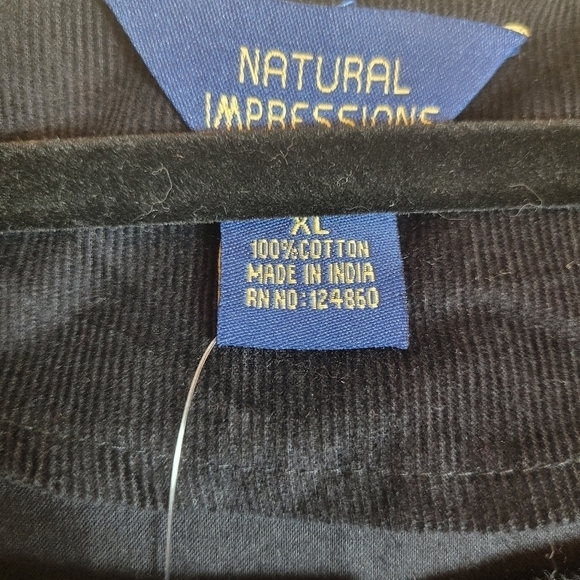 NATURAL
IMPRESSIONS
XL
100% COTTON
MADE IN INDIA
RN NO: 124860